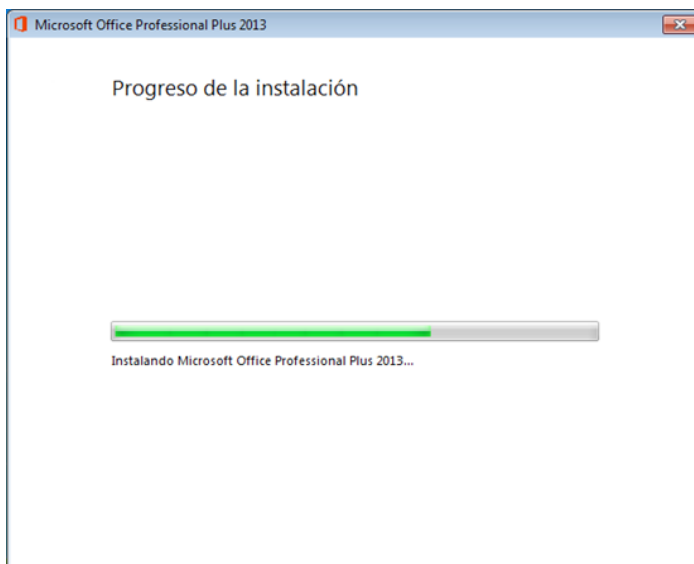 Microsoft Office Professional Plus 2013
Progreso de la instalación
Instalando Microsoft Office Professional Plus 2013...